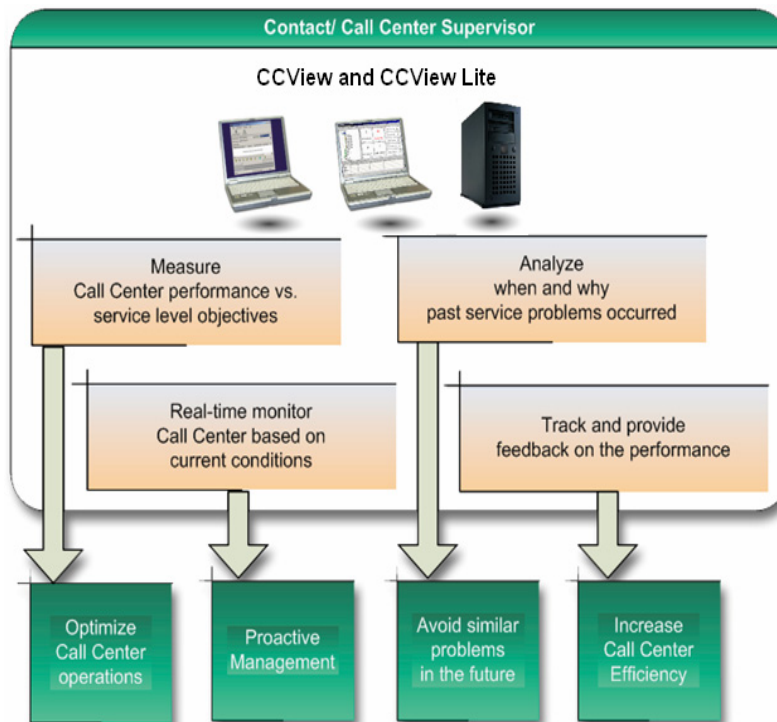 Contact/ Call Center Supervisor
CCView and CCView Lite
Measure
Call Center performance vs.
service level objectives
Analyze
when and why
past service problems occurred
Real-time monitor
Call Center based on
current conditions
Track and provide
feedback on the performance
Optimize
Call Center
operations
Proactive
Management
Avoid similar
problems
in the future
Increase
Call Center
Efficiency